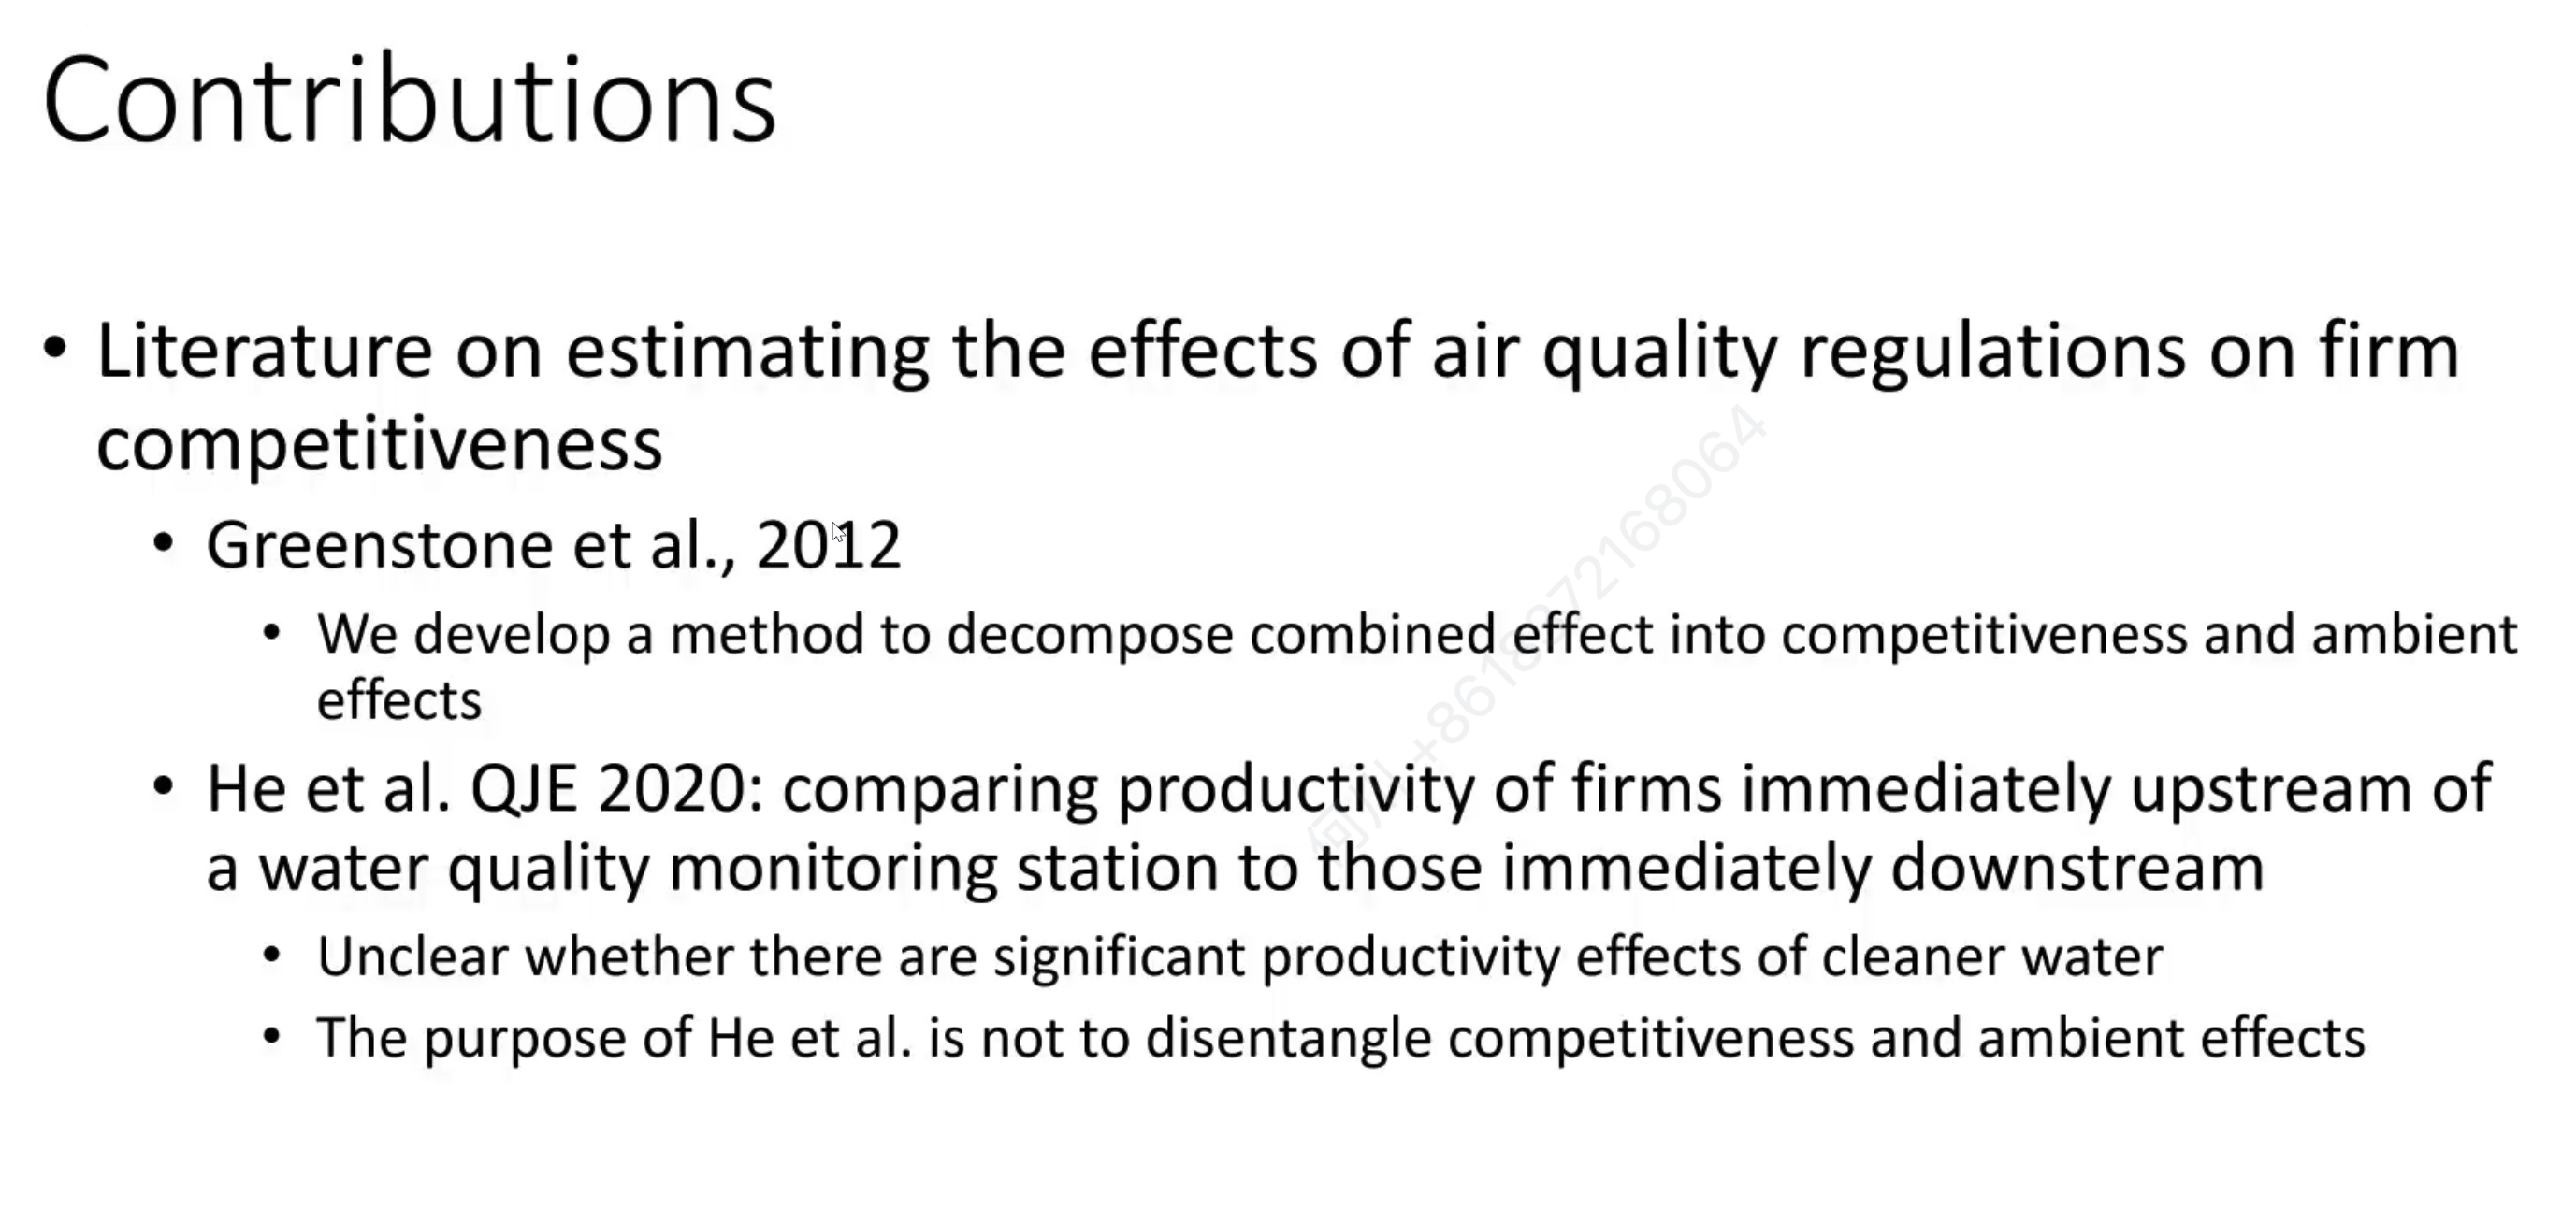 Contributions
• Literature on estimating the effects of air quality regulations on firm
competitiveness
• Greenstone et al., 2012
• We develop a method to decompose combined effect into competitiveness and ambient
effects
• He et al. QJE 2020: comparing productivity of firms immediately upstream of
a water quality monitoring station to those immediately downstream
• Unclear whether there are significant productivity effects of cleaner water
• The purpose of He et al. is not to disentangle competitiveness and ambient effects